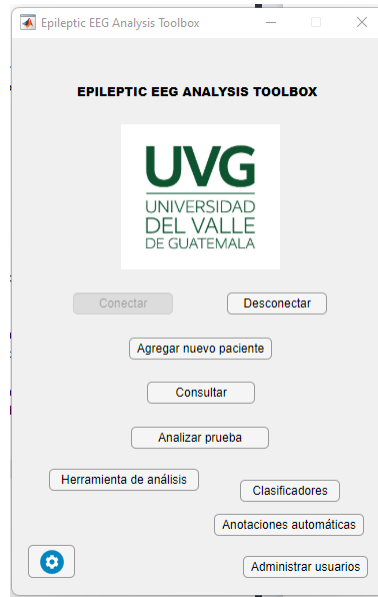 Epileptic EEG Analysis Toolbox
EPILEPTIC EEG ANALYSIS TOOLBOX
UVG
UNIVERSIDAD
DEL VALLE
DE GUATEMALA
Conectar
Desconectar
Agregar nuevo paciente
Consultar
Analizar prueba
Herramienta de análisis
Clasificadores
Anotaciones automáticas
Administrar usuarios